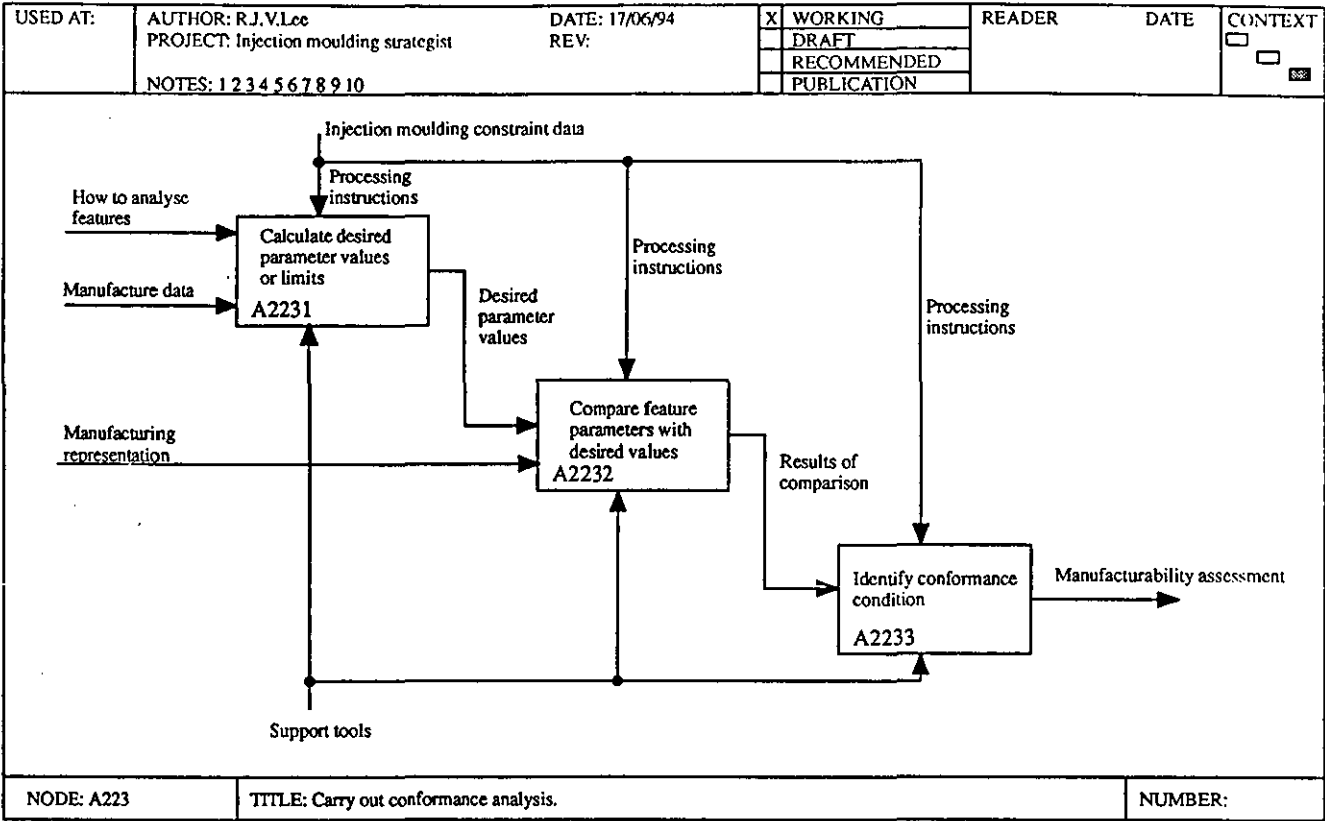 USED AT:
AUTHOR: R.J.V.Lee
DATE: 17/06/94
X WORKING
READER
DATE
CONTEXT
PROJECT: Injection moulding strategist
REV:
DRAFT
RECOMMENDED
NOTES: 1 2 3 4 5 6 7 8 9 10
PUBLICATION
Injection moulding constraint data
Processing
instructions
How to analyse
features
Calculate desired
parameter values
or limits
A2231
Manufacture data
Desired
parameter
values
Processing
instructions
Processing
instructions
Manufacturing
representation
Compare feature
parameters with
desired values
A2232
Results of
comparison
Identify conformance
condition
A2233
Manufacturability assessment
Support tools
NODE: A223
TITLE: Carry out conformance analysis.
NUMBER: